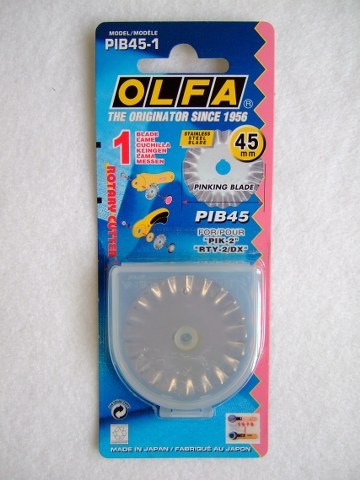 MODEL/MODÈLE
PIB45-1
OLFA®
THE ORIGINATOR SINCE 1956
1
BLADE
LAME
CUCHILLA
KLINGEN
LAMA
MESSEN
STAINLESS
STEEL
BLADE
45
mm
PINKING BLADE
ROTARY CUTTER
PIB45
FOR/POUR
"PIK-2"
"RTY-2/DX"
MADE IN JAPAN / FABRIQUÉ AU JAPON